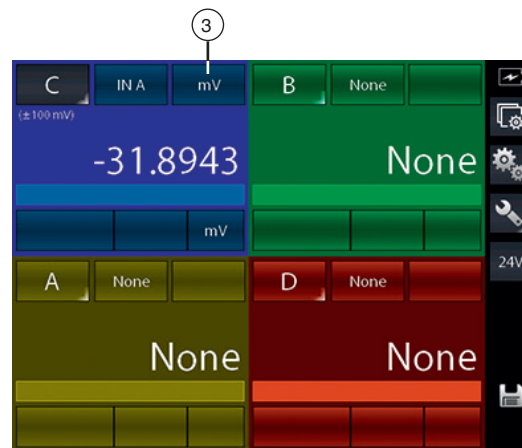 3
C IN A mV
(±100 mV)
-31.8943
mV
B None
None
24V
A None
None
D None
None